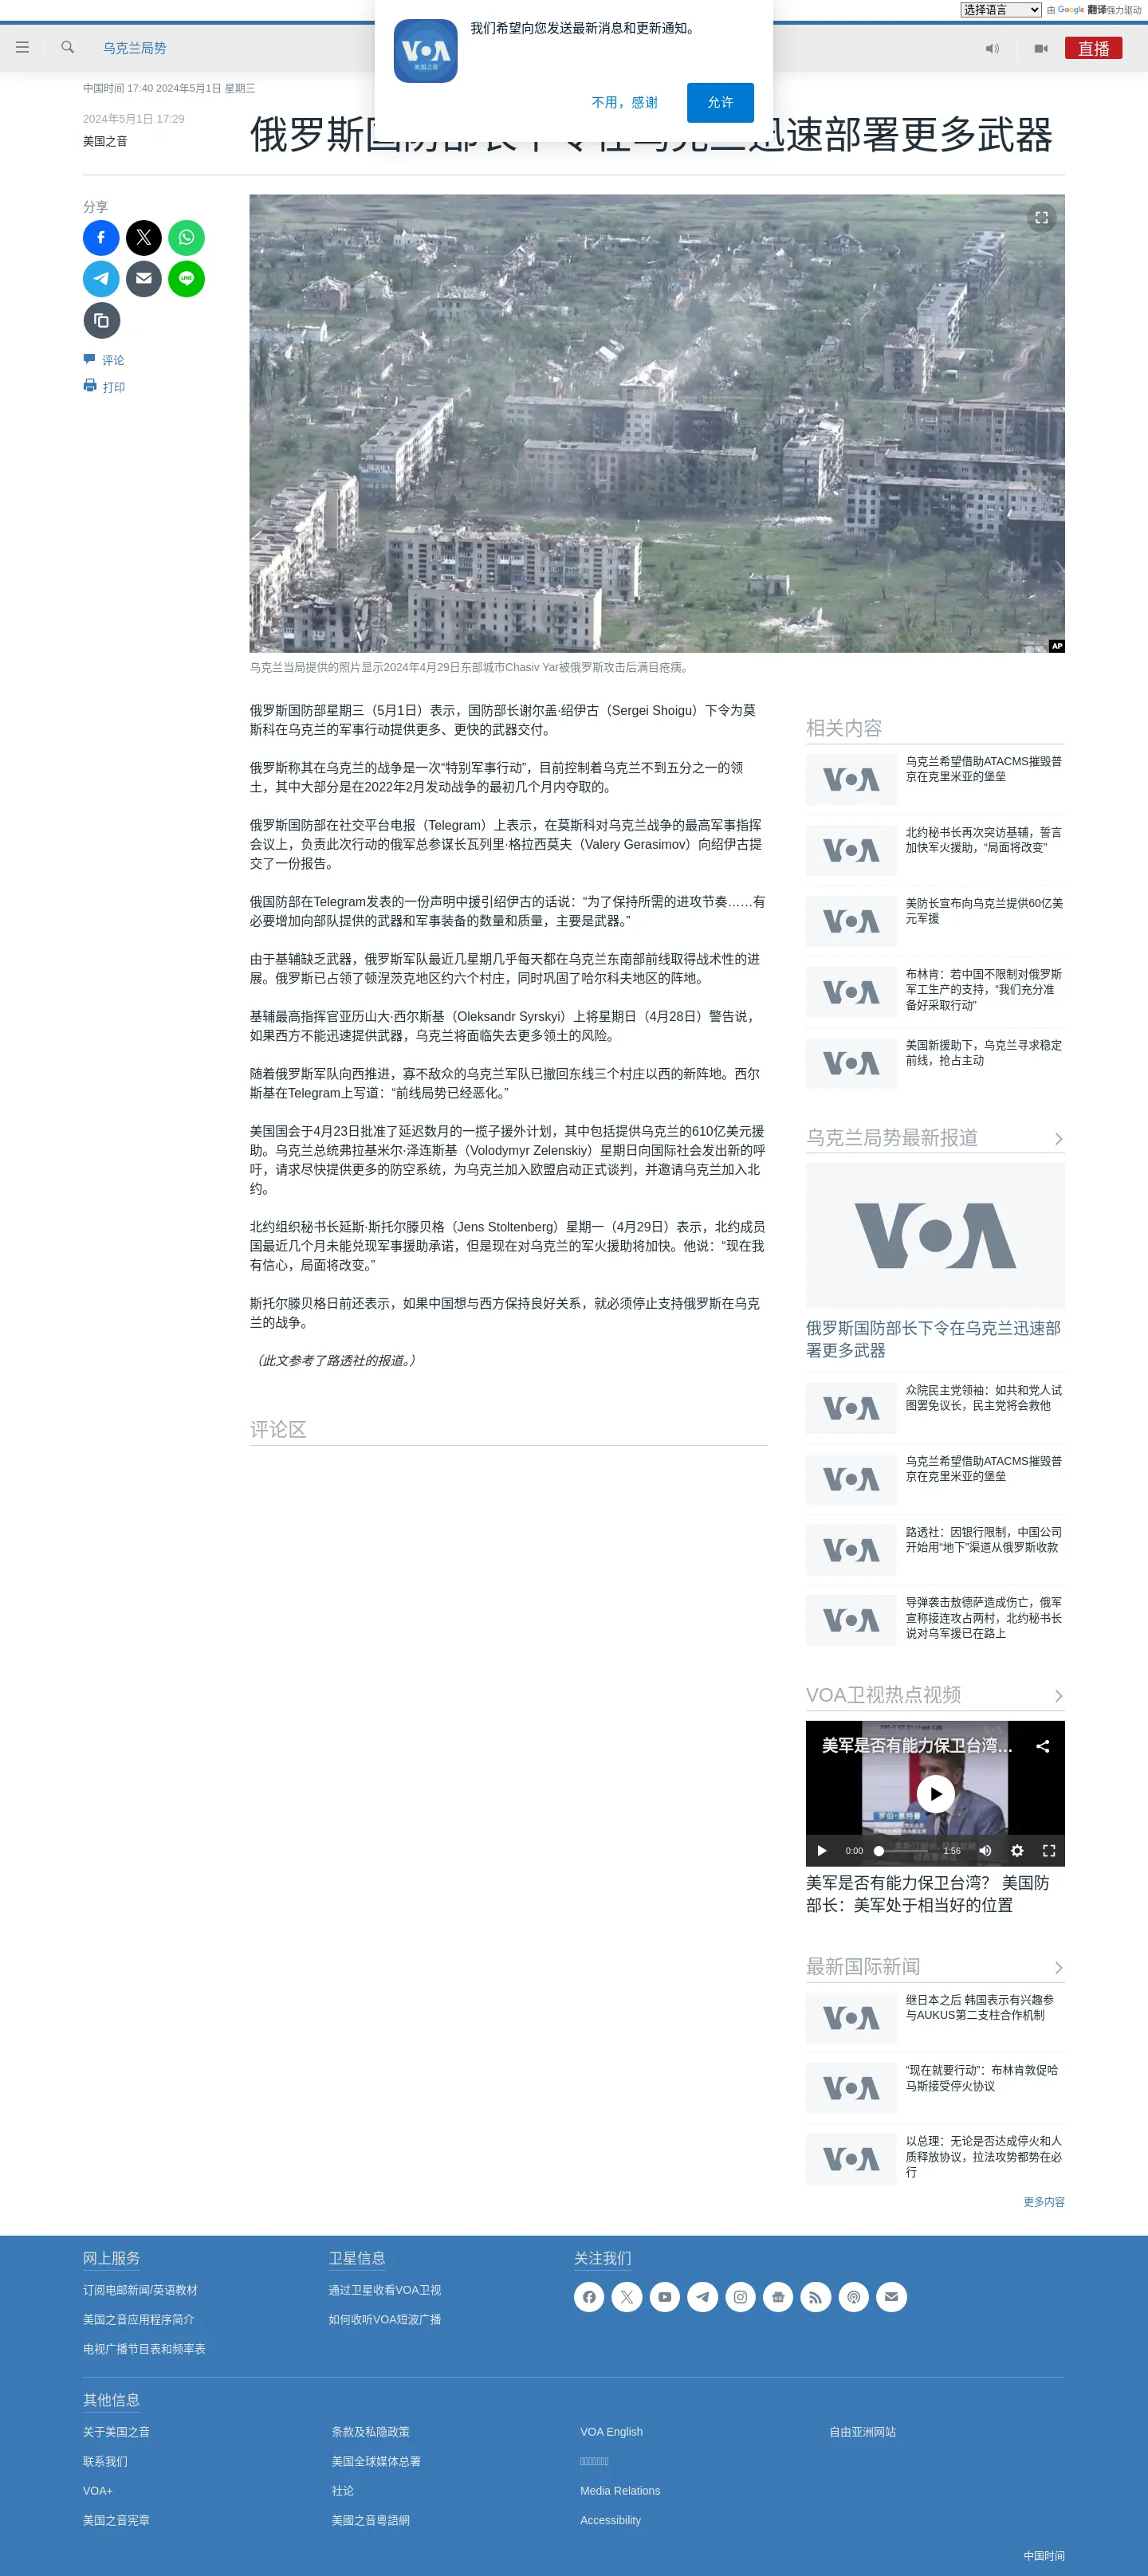 选择语言
由 Google 翻译强力驱动
我们希望向您发送最新消息和更新通知。
VOA
美国之音
不用，感谢
允许
乌克兰局势
直播
中国时间 17:40 2024年5月1日 星期三
2024年5月1日 17:29
美国之音
俄罗斯国防部长下令在乌克兰迅速部署更多武器
分享
LINE
评论
打印
AP
乌克兰当局提供的照片显示2024年4月29日东部城市Chasiv Yar被俄罗斯攻击后满目疮痍。
俄罗斯国防部星期三（5月1日）表示，国防部长谢尔盖·绍伊古（Sergei Shoigu）下令为莫
斯科在乌克兰的军事行动提供更多、更快的武器交付。
俄罗斯称其在乌克兰的战争是一次“特别军事行动”，目前控制着乌克兰不到五分之一的领
土，其中大部分是在2022年2月发动战争的最初几个月内夺取的。
俄罗斯国防部在社交平台电报（Telegram）上表示，在莫斯科对乌克兰战争的最高军事指挥
会议上，负责此次行动的俄军总参谋长瓦列里·格拉西莫夫（Valery Gerasimov）向绍伊古提
交了一份报告。
俄国防部在Telegram发表的一份声明中援引绍伊古的话说：“为了保持所需的进攻节奏……有
必要增加向部队提供的武器和军事装备的数量和质量，主要是武器。”
由于基辅缺乏武器，俄罗斯军队最近几星期几乎每天都在乌克兰东南部前线取得战术性的进
展。俄罗斯已占领了顿涅茨克地区约六个村庄，同时巩固了哈尔科夫地区的阵地。
基辅最高指挥官亚历山大·西尔斯基（Oleksandr Syrskyi）上将星期日（4月28日）警告说，
如果西方不能迅速提供武器，乌克兰将面临失去更多领土的风险。
随着俄罗斯军队向西推进，寡不敌众的乌克兰军队已撤回东线三个村庄以西的新阵地。西尔
斯基在Telegram上写道：“前线局势已经恶化。”
美国国会于4月23日批准了延迟数月的一揽子援外计划，其中包括提供乌克兰的610亿美元援
助。乌克兰总统弗拉基米尔·泽连斯基（Volodymyr Zelenskiy）星期日向国际社会发出新的呼
吁，请求尽快提供更多的防空系统，为乌克兰加入欧盟启动正式谈判，并邀请乌克兰加入北
约。
北约组织秘书长延斯·斯托尔滕贝格（Jens Stoltenberg）星期一（4月29日）表示，北约成员
国最近几个月未能兑现军事援助承诺，但是现在对乌克兰的军火援助将加快。他说：“现在我
有信心，局面将改变。”
斯托尔滕贝格日前还表示，如果中国想与西方保持良好关系，就必须停止支持俄罗斯在乌克
兰的战争。
（此文参考了路透社的报道。）
评论区
相关内容
VOA
乌克兰希望借助ATACMS摧毁普
京在克里米亚的堡垒
VOA
北约秘书长再次突访基辅，誓言
加快军火援助，“局面将改变”
VOA
美防长宣布向乌克兰提供60亿美
元军援
VOA
布林肯：若中国不限制对俄罗斯
军工生产的支持，“我们充分准
备好采取行动”
VOA
美国新援助下，乌克兰寻求稳定
前线，抢占主动
乌克兰局势最新报道
VOA
俄罗斯国防部长下令在乌克兰迅速部
署更多武器
VOA
众院民主党领袖：如共和党人试
图罢免议长，民主党将会救他
VOA
乌克兰希望借助ATACMS摧毁普
京在克里米亚的堡垒
VOA
路透社：因银行限制，中国公司
开始用“地下”渠道从俄罗斯收款
VOA
导弹袭击敖德萨造成伤亡，俄军
宣称接连攻占两村，北约秘书长
说对乌军援已在路上
VOA卫视热点视频
美军是否有能力保卫台湾…
罗伯·惠特曼
0:00
1:56
美军是否有能力保卫台湾？ 美国防
部长：美军处于相当好的位置
最新国际新闻
VOA
继日本之后 韩国表示有兴趣参
与AUKUS第二支柱合作机制
VOA
“现在就要行动”：布林肯敦促哈
马斯接受停火协议
VOA
以总理：无论是否达成停火和人
质释放协议，拉法攻势都势在必
行
更多内容
网上服务
订阅电邮新闻/英语教材
美国之音应用程序简介
电视广播节目表和频率表
卫星信息
通过卫星收看VOA卫视
如何收听VOA短波广播
关注我们
其他信息
关于美国之音
联系我们
VOA+
美国之音宪章
条款及私隐政策
美国全球媒体总署
社论
美國之音粵語網
VOA English
Media Relations
Accessibility
自由亚洲网站
中国时间